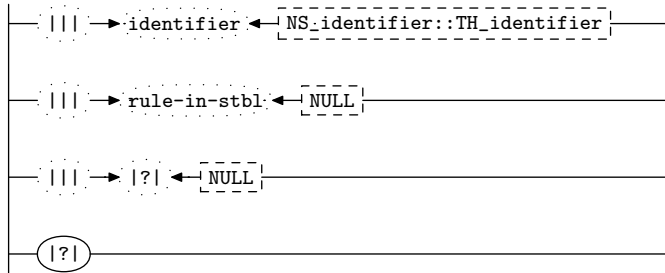 ||| identifier NS_identifier::TH_identifier
||| rule-in-stbl NULL
||| |?| NULL
|?|